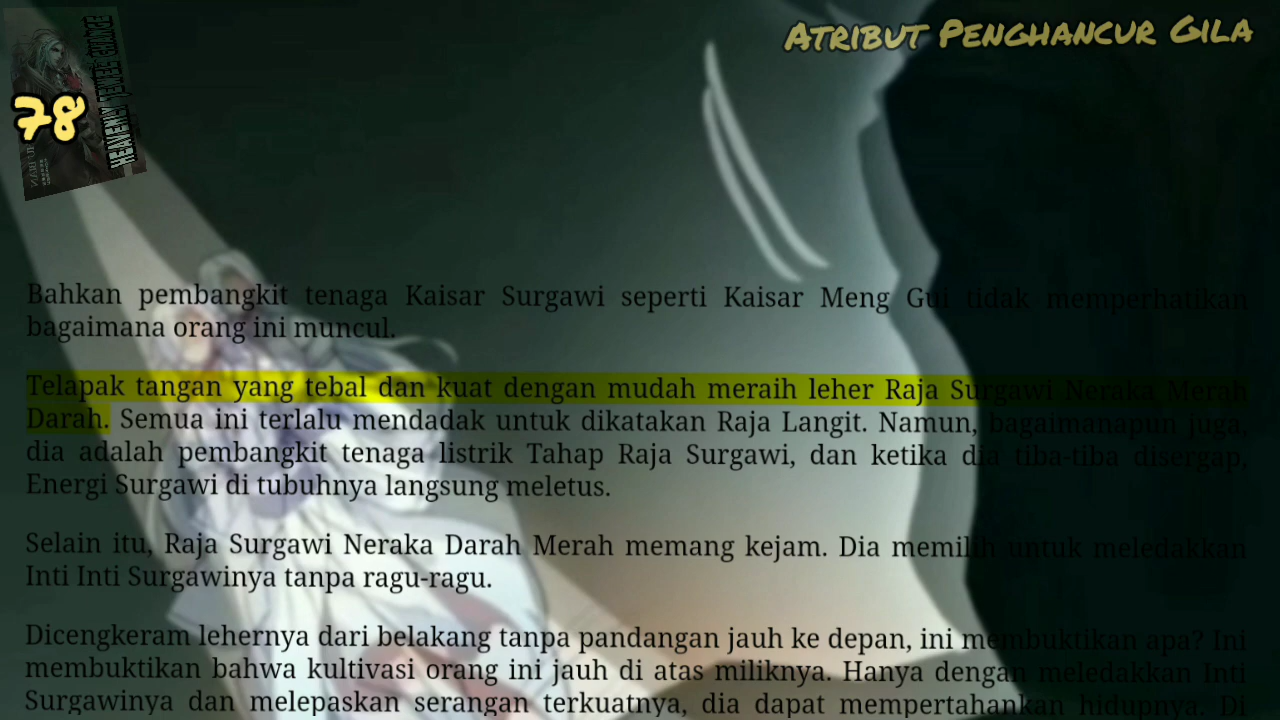 Atribut Penghancur Gila
78
HEAVENLY JEWEL CHANGE
Bahkan pembangkit tenaga Kaisar Surgawi seperti Kaisar Meng Gui tidak memperhatikan
bagaimana orang ini muncul.
Telapak tangan yang tebal dan kuat dengan mudah meraih leher Raja Surgawi Neraka Merah
Darah. Semua ini terlalu mendadak untuk dikatakan Raja Langit. Namun, bagaimanapun juga,
dia adalah pembangkit tenaga listrik Tahap Raja Surgawi, dan ketika dia tiba-tiba disergap,
Energi Surgawi di tubuhnya langsung meletus.
Selain itu, Raja Surgawi Neraka Darah Merah memang kejam. Dia memilih untuk meledakkan
Inti Inti Surgawinya tanpa ragu-ragu.
Dicengkeram lehernya dari belakang tanpa pandangan jauh ke depan, ini membuktikan apa? Ini
membuktikan bahwa kultivasi orang ini jauh di atas miliknya. Hanya dengan meledakkan Inti
Surgawinya dan melepaskan serangan terkuatnya, dia dapat mempertahankan hidupnya. Di